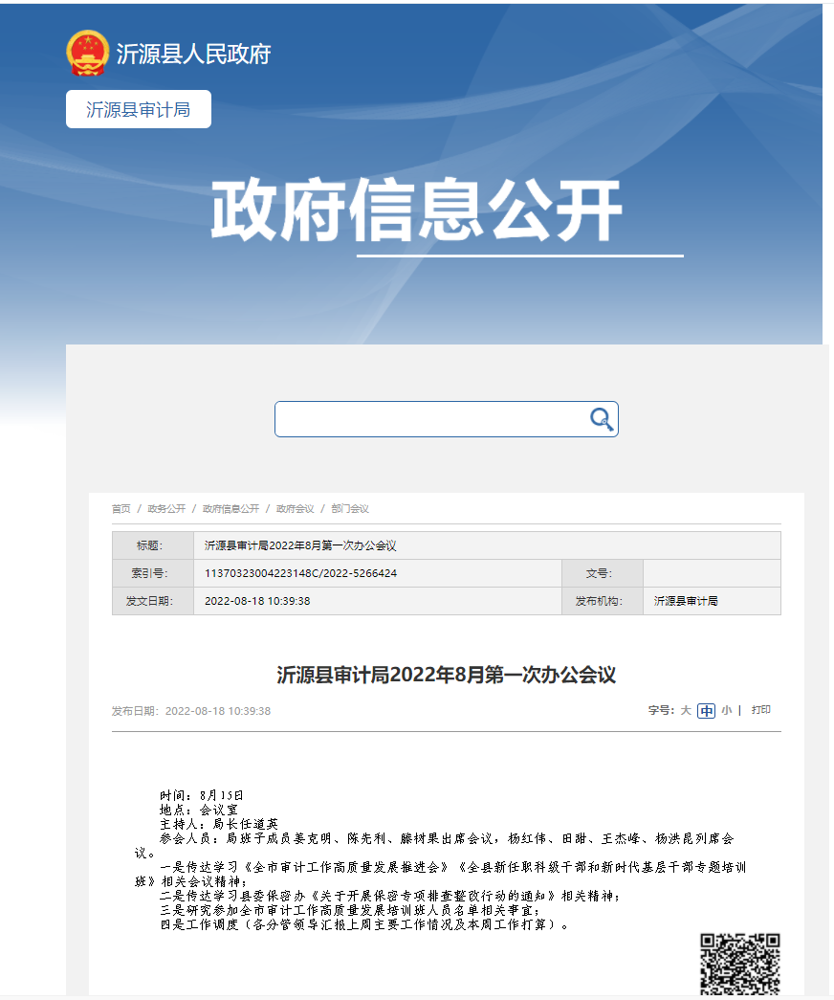 沂源县人民政府
沂源县审计局
政府信息公开
首页 / 政务公开 / 政府信息公开 / 政府会议 / 部门会议
标题： 沂源县审计局2022年8月第一次办公会议
索引号： 11370323004223148C/2022-5266424 文号：
发文日期： 2022-08-18 10:39:38 发布机构： 沂源县审计局
沂源县审计局2022年8月第一次办公会议
发布日期：2022-08-18 10:39:38 字号：大 中 小 | 打印
时间：8月15日
地点：会议室
主持人：局长任道英
参会人员：局班子成员姜克明、陈先利、滕树果出席会议，杨红伟、田甜、王杰峰、杨洪昆列席会
议。
一是传达学习《全市审计工作高质量发展推进会》《全县新任职科级干部和新时代基层干部专题培训
班》相关会议精神；
二是传达学习县委保密办《关于开展保密专项排查整改行动的通知》相关精神；
三是研究参加全市审计工作高质量发展培训班人员名单相关事宜；
四是工作调度（各分管领导汇报上周主要工作情况及本周工作打算）。